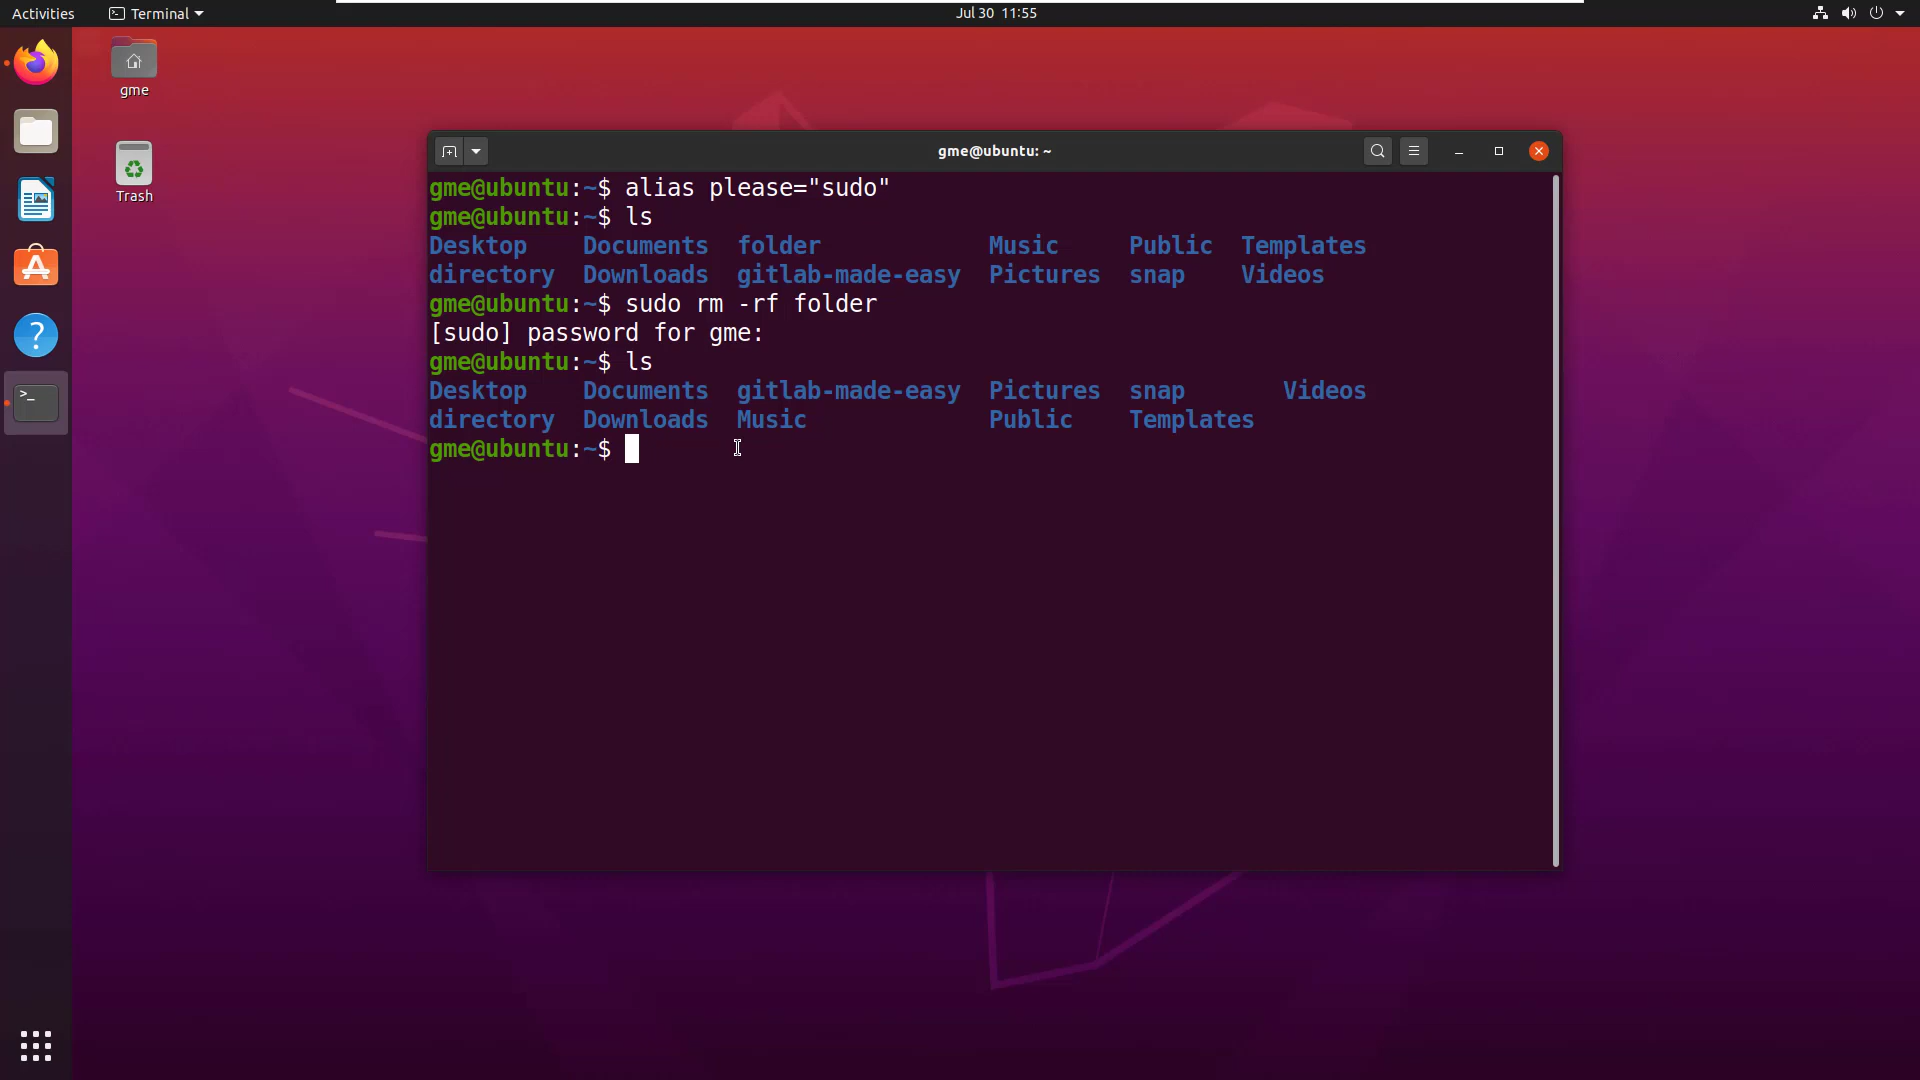 Activities Terminal Jul 30 11:55
gme
Trash
gme@ubuntu: ~
gme@ubuntu:~$ alias please="sudo"
gme@ubuntu:~$ ls
Desktop Documents folder Music Public Templates
directory Downloads gitlab-made-easy Pictures snap Videos
gme@ubuntu:~$ sudo rm -rf folder
[sudo] password for gme:
gme@ubuntu:~$ ls
Desktop Documents gitlab-made-easy Pictures snap Videos
directory Downloads Music Public Templates
gme@ubuntu:~$